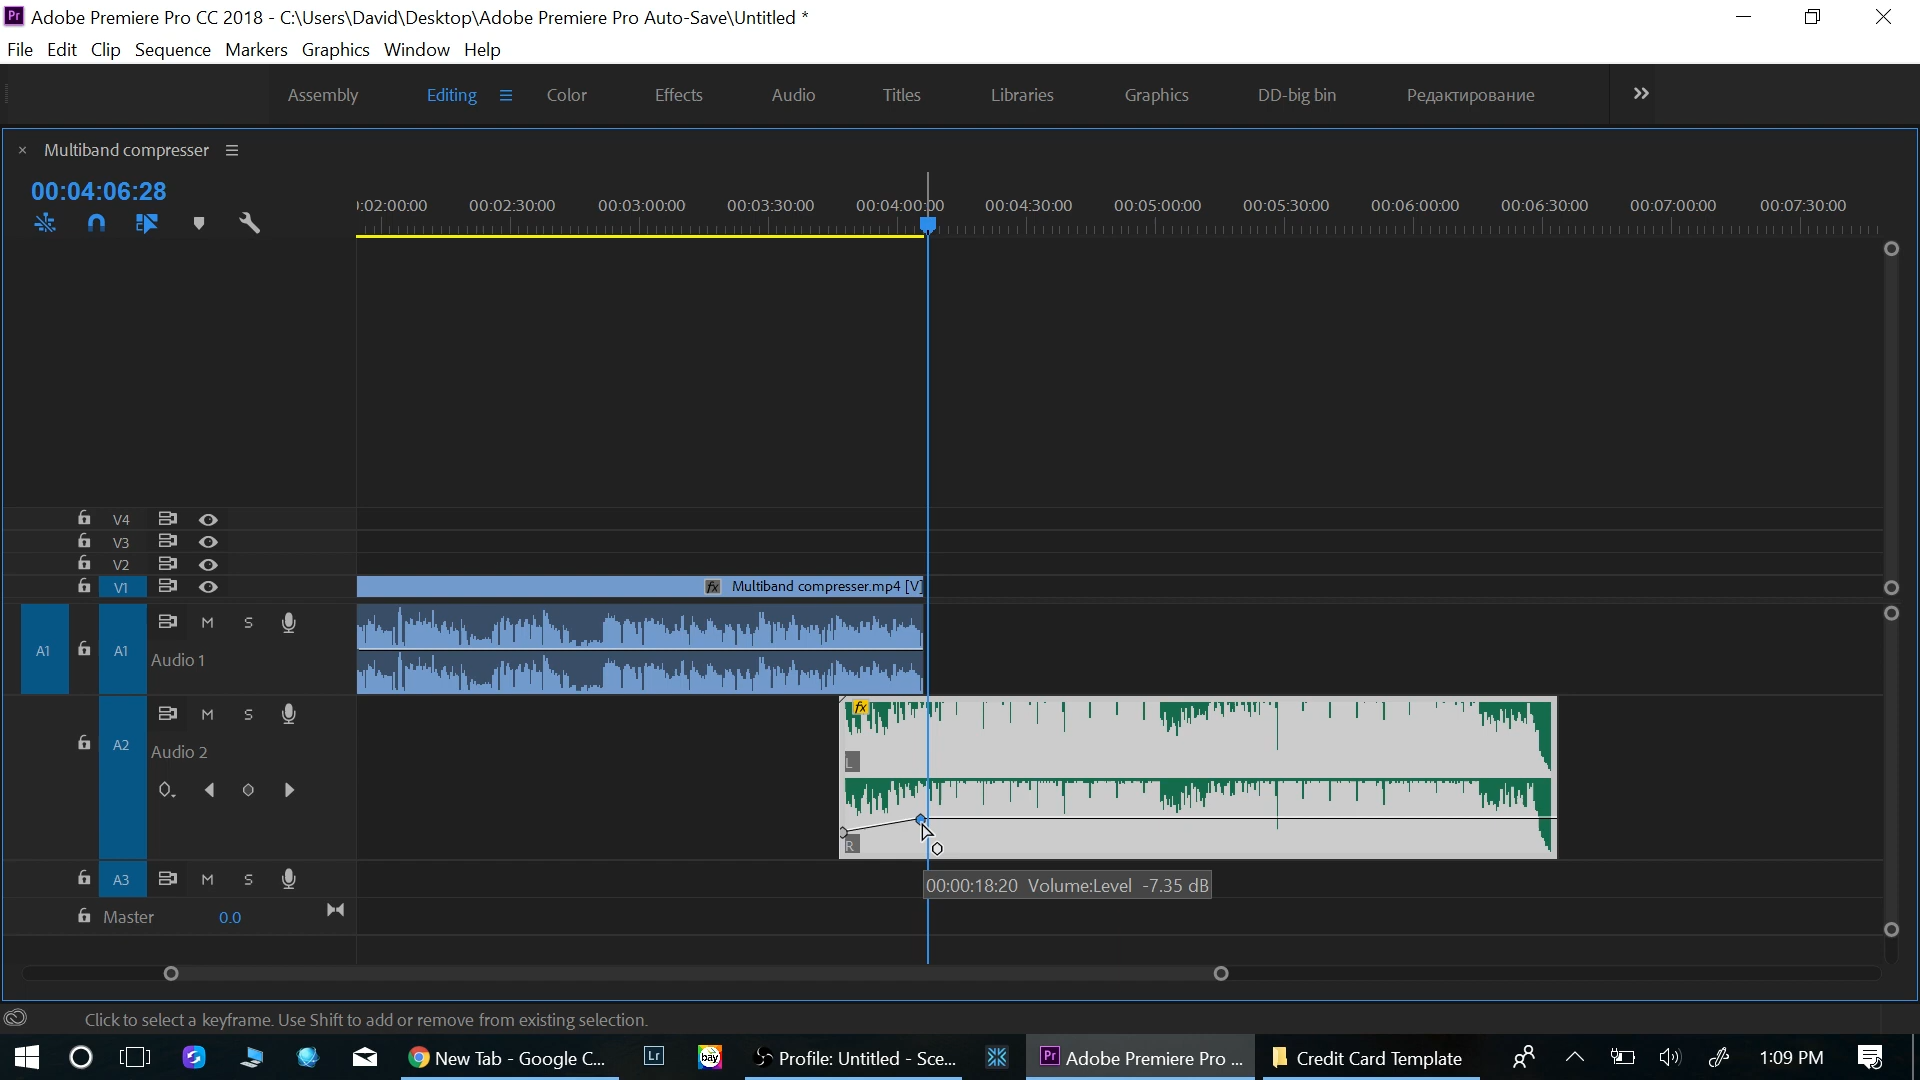 Pr Adobe Premiere Pro CC 2018 - C:\Users\David\Desktop\Adobe Premiere Pro Auto-Save\Untitled *
File Edit Clip Sequence Markers Graphics Window Help
Assembly Editing Color Effects Audio Titles Libraries Graphics DD-big bin Редактирование
Multiband compresser
00:04:06:28
:02:00:00 00:02:30:00 00:03:00:00 00:03:30:00 00:04:00:00 00:04:30:00 00:05:00:00 00:05:30:00 00:06:00:00 00:06:30:00 00:07:00:00 00:07:30:00
V4
V3
V2
V1 fx Multiband compresser.mp4 [V]
M S
A1 A1 Audio 1
M S fx
A2 Audio 2 L
R
A3 M S 00:00:18:20 Volume:Level -7.35 dB
Master 0.0
Click to select a keyframe. Use Shift to add or remove from existing selection.
New Tab - Google C... Lr bay Profile: Untitled - Sce... Pr Adobe Premiere Pro ... Credit Card Template 1:09 PM